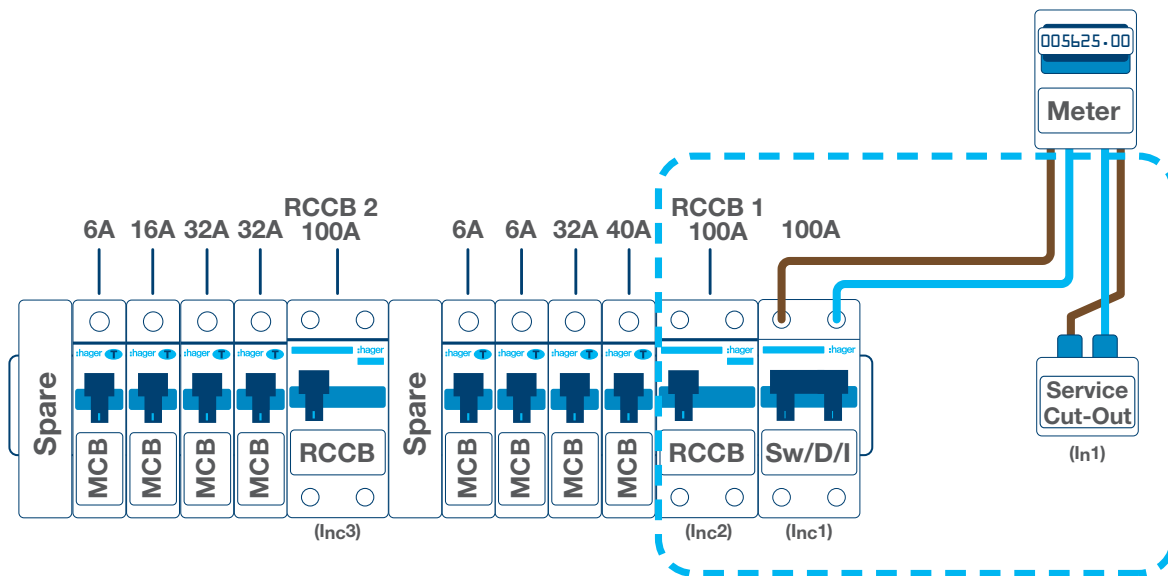 005625.00
Meter
RCCB 2
RCCB 1
6A 16A 32A 32A 100A 6A 6A 32A 40A 100A 100A
:hager T :hager T :hager T :hager T :hager :hager T :hager T :hager T :hager T :hager :hager
Spare MCB MCB MCB MCB RCCB Spare MCB MCB MCB MCB RCCB Sw/D/I
Service
Cut-Out
(In1)
(Inc3) (Inc2) (Inc1)